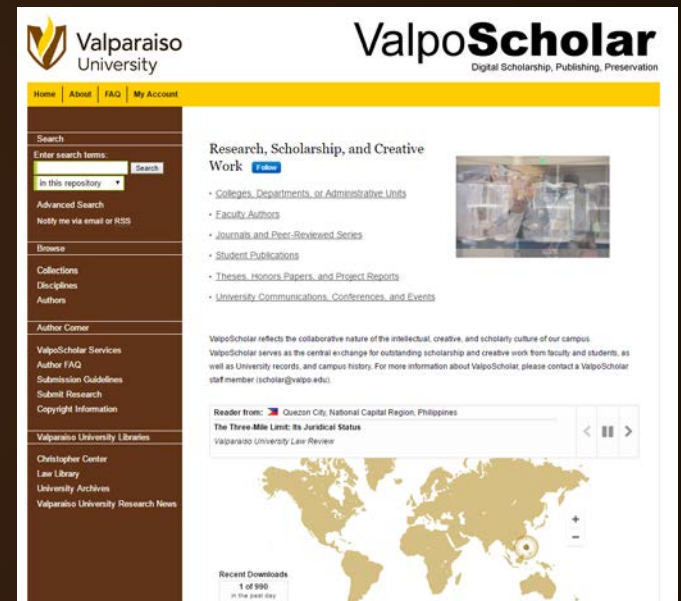 Valparaiso
University
ValpoScholar
Digital Scholarship, Publishing, Preservation
Home | About | FAQ | My Account
Search
Enter search terms:
Search
in this repository
Advanced Search
Notify me via email or RSS
Browse
Collections
Disciplines
Authors
Author Corner
ValpoScholar Services
Author FAQ
Submission Guidelines
Submit Research
Copyright Information
Valparaiso University Libraries
Christopher Center
Law Library
University Archives
Valparaiso University Research News
Research, Scholarship, and Creative
Work Follow
• Colleges, Departments, or Administrative Units
• Faculty Authors
• Journals and Peer-Reviewed Series
• Student Publications
• Theses, Honors Papers, and Project Reports
• University Communications, Conferences, and Events
ValpoScholar reflects the collaborative nature of the intellectual, creative, and scholarly culture of our campus.
ValpoScholar serves as the central exchange for outstanding scholarship and creative work from faculty and students, as
well as University records, and campus history. For more information about ValpoScholar, please contact a ValpoScholar
staff member (scholar@valpo.edu).
Reader from: Quezon City, National Capital Region, Philippines
The Three-Mile Limit: Its Juridical Status
Valparaiso University Law Review
+
−
Recent Downloads
1 of 990
in the past day